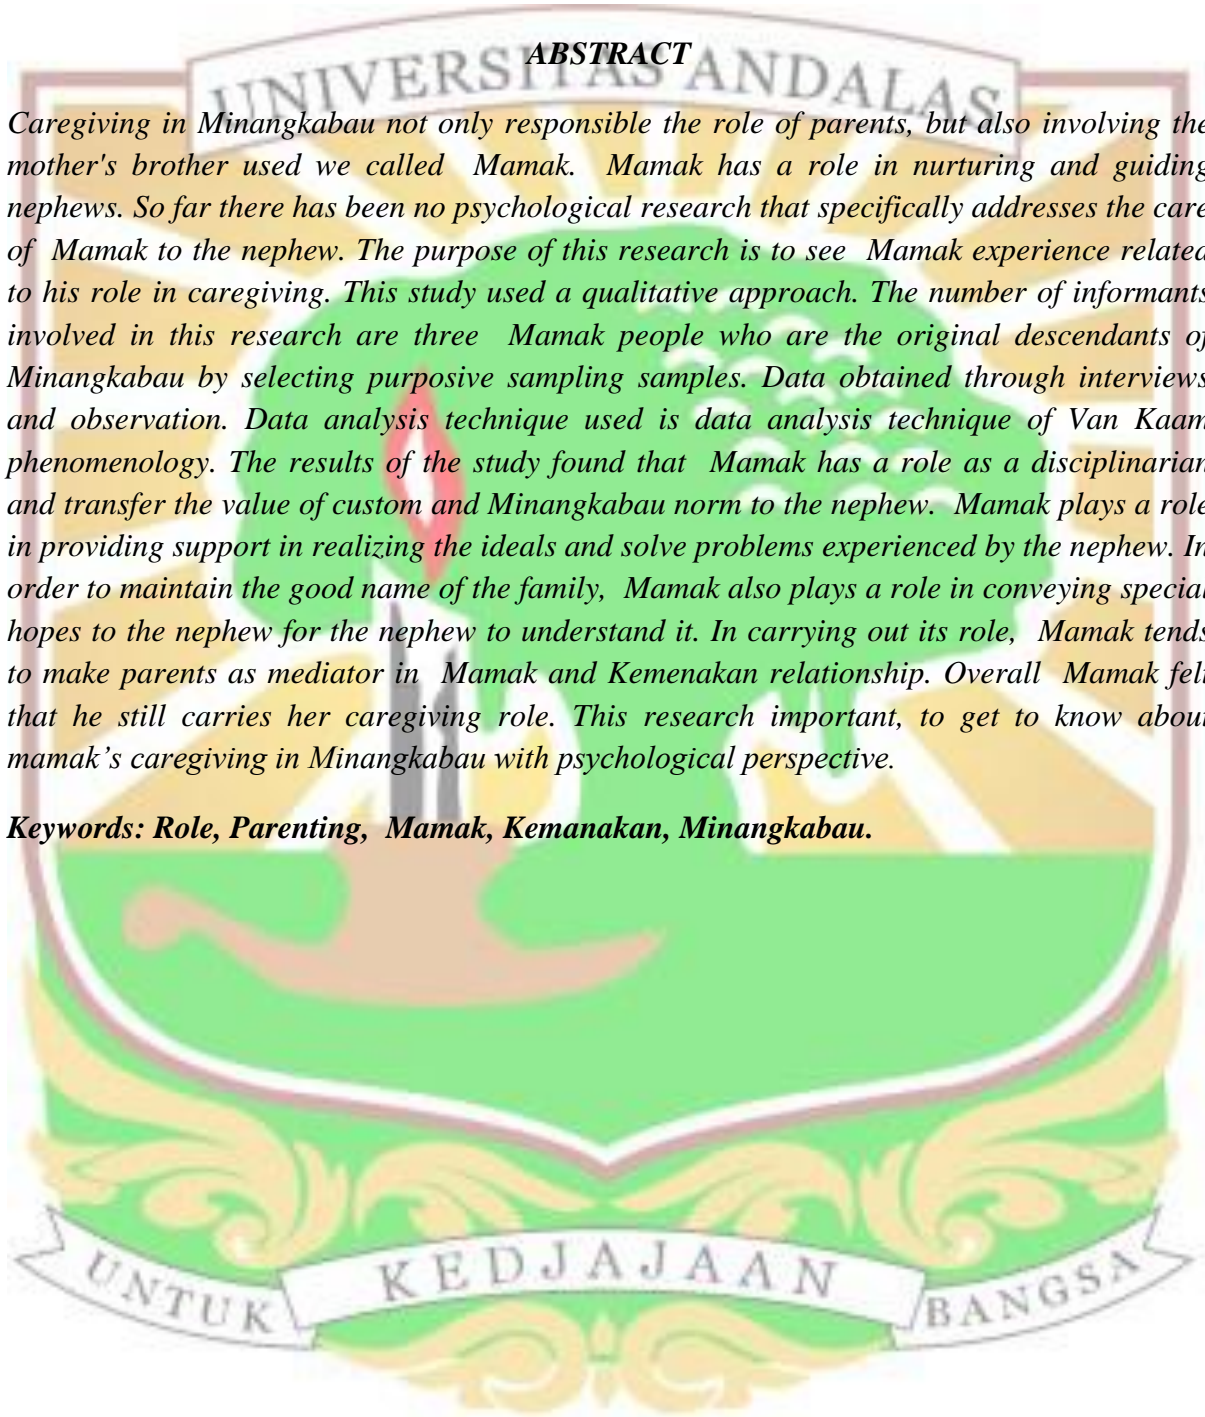 UNIVERSITAS ANDALAS
ABSTRACT
Caregiving in Minangkabau not only responsible the role of parents, but also involving the
mother's brother used we called Mamak. Mamak has a role in nurturing and guiding
nephews. So far there has been no psychological research that specifically addresses the care
of Mamak to the nephew. The purpose of this research is to see Mamak experience related
to his role in caregiving. This study used a qualitative approach. The number of informants
involved in this research are three Mamak people who are the original descendants of
Minangkabau by selecting purposive sampling samples. Data obtained through interviews
and observation. Data analysis technique used is data analysis technique of Van Kaam
phenomenology. The results of the study found that Mamak has a role as a disciplinarian
and transfer the value of custom and Minangkabau norm to the nephew. Mamak plays a role
in providing support in realizing the ideals and solve problems experienced by the nephew. In
order to maintain the good name of the family, Mamak also plays a role in conveying special
hopes to the nephew for the nephew to understand it. In carrying out its role, Mamak tends
to make parents as mediator in Mamak and Kemenakan relationship. Overall Mamak felt
that he still carries her caregiving role. This research important, to get to know about
mamak’s caregiving in Minangkabau with psychological perspective.
Keywords: Role, Parenting, Mamak, Kemanakan, Minangkabau.
UNTUK KEDJAJAAN BANGSA